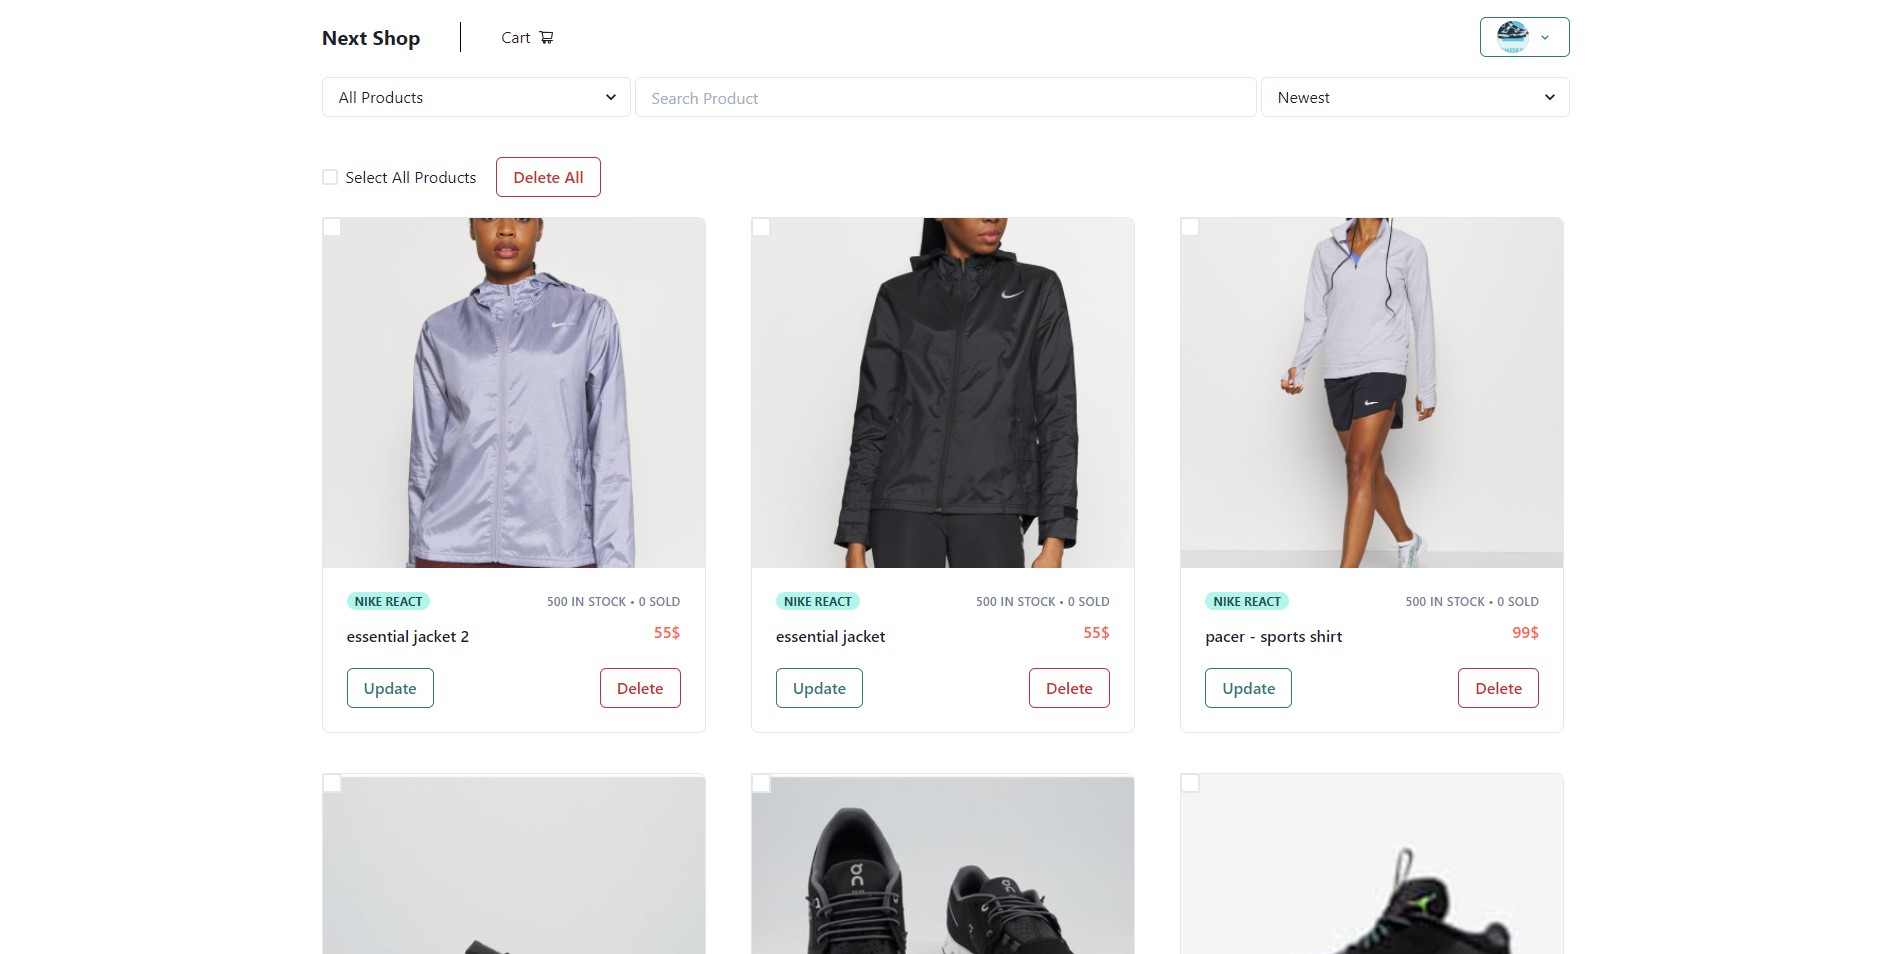 Next Shop
Cart
All Products
Search Product
Newest
Select All Products
Delete All
NIKE REACT
500 IN STOCK • 0 SOLD
essential jacket 2
55$
Update
Delete
NIKE REACT
500 IN STOCK • 0 SOLD
essential jacket
55$
Update
Delete
NIKE REACT
500 IN STOCK • 0 SOLD
pacer - sports shirt
99$
Update
Delete